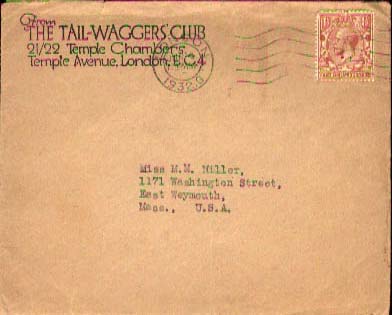 From
THE TAIL-WAGGERS' CLUB
21/22 Temple Chambers,
Temple Avenue, London, E.C.4
1932
Miss M.M. Miller,
1171 Washington Street,
East Weymouth,
Mass., U.S.A.